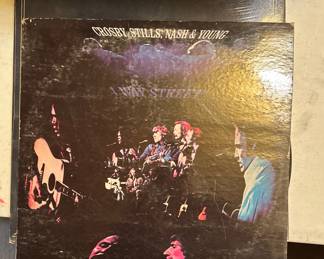 CROSBY, STILLS, NASH & YOUNG
4 WAY STREET